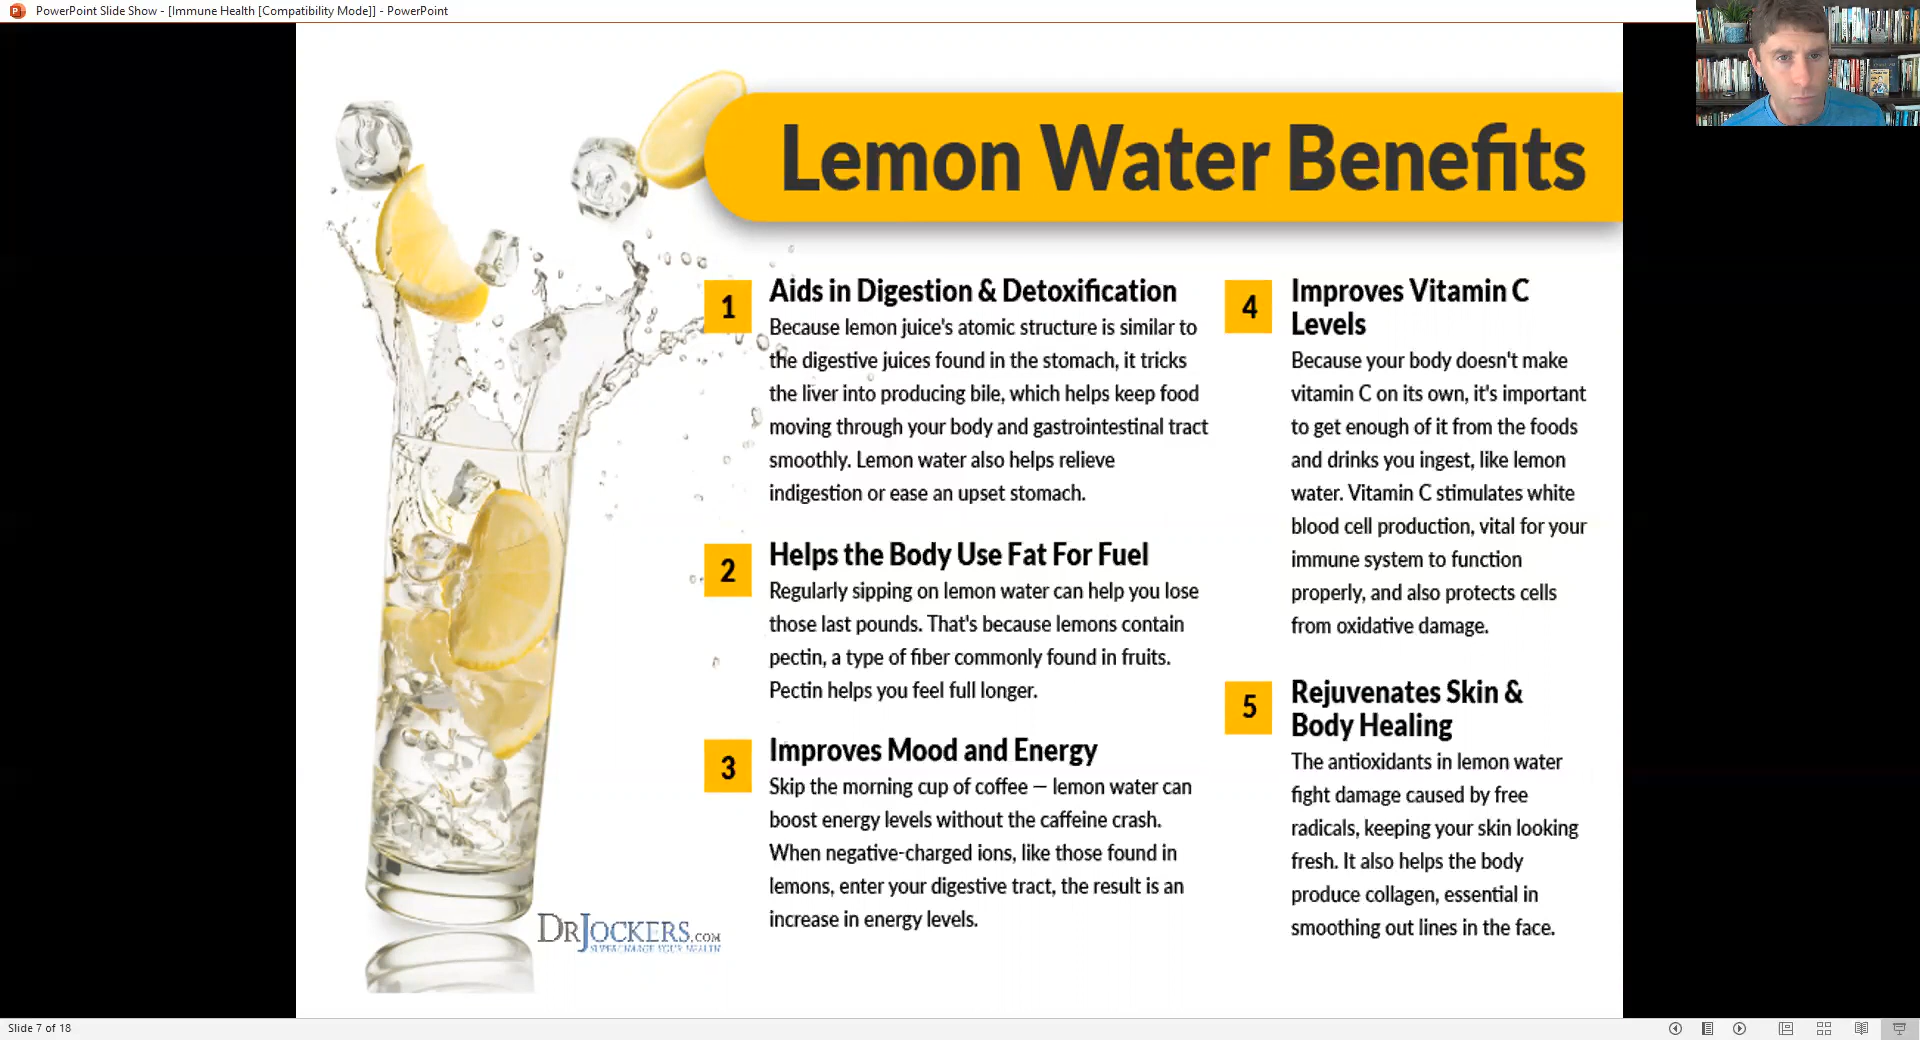 PowerPoint Slide Show - [Immune Health [Compatibility Mode]] - PowerPoint
Lemon Water Benefits
1
Aids in Digestion & Detoxification
Because lemon juice's atomic structure is similar to
the digestive juices found in the stomach, it tricks
the liver into producing bile, which helps keep food
moving through your body and gastrointestinal tract
smoothly. Lemon water also helps relieve
indigestion or ease an upset stomach.
2
Helps the Body Use Fat For Fuel
Regularly sipping on lemon water can help you lose
those last pounds. That's because lemons contain
pectin, a type of fiber commonly found in fruits.
Pectin helps you feel full longer.
3
Improves Mood and Energy
Skip the morning cup of coffee — lemon water can
boost energy levels without the caffeine crash.
When negative-charged ions, like those found in
lemons, enter your digestive tract, the result is an
increase in energy levels.
4
Improves Vitamin C
Levels
Because your body doesn't make
vitamin C on its own, it's important
to get enough of it from the foods
and drinks you ingest, like lemon
water. Vitamin C stimulates white
blood cell production, vital for your
immune system to function
properly, and also protects cells
from oxidative damage.
5
Rejuvenates Skin &
Body Healing
The antioxidants in lemon water
fight damage caused by free
radicals, keeping your skin looking
fresh. It also helps the body
produce collagen, essential in
smoothing out lines in the face.
DRJOCKERS.COM
SUPERCHARGE YOUR HEALTH
Slide 7 of 18